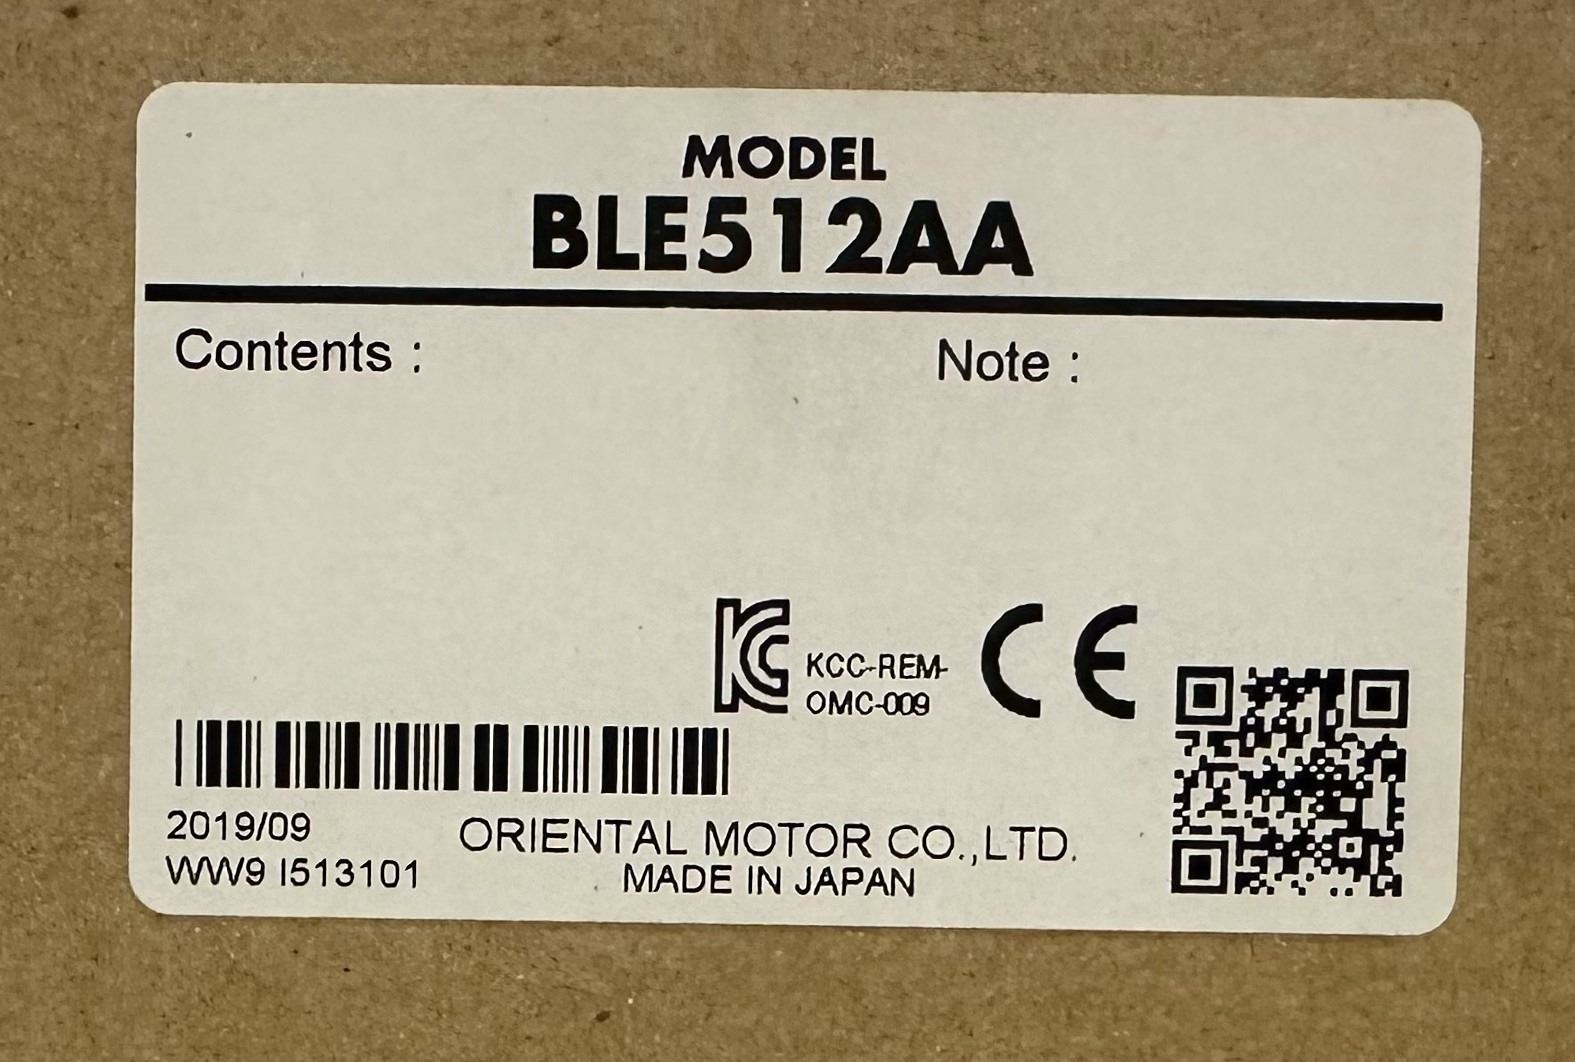 MODEL
BLE512AA
Contents :
Note :
KCC-REM-
OMC-009
CE
2019/09
WW9 I513101
ORIENTAL MOTOR CO.,LTD.
MADE IN JAPAN